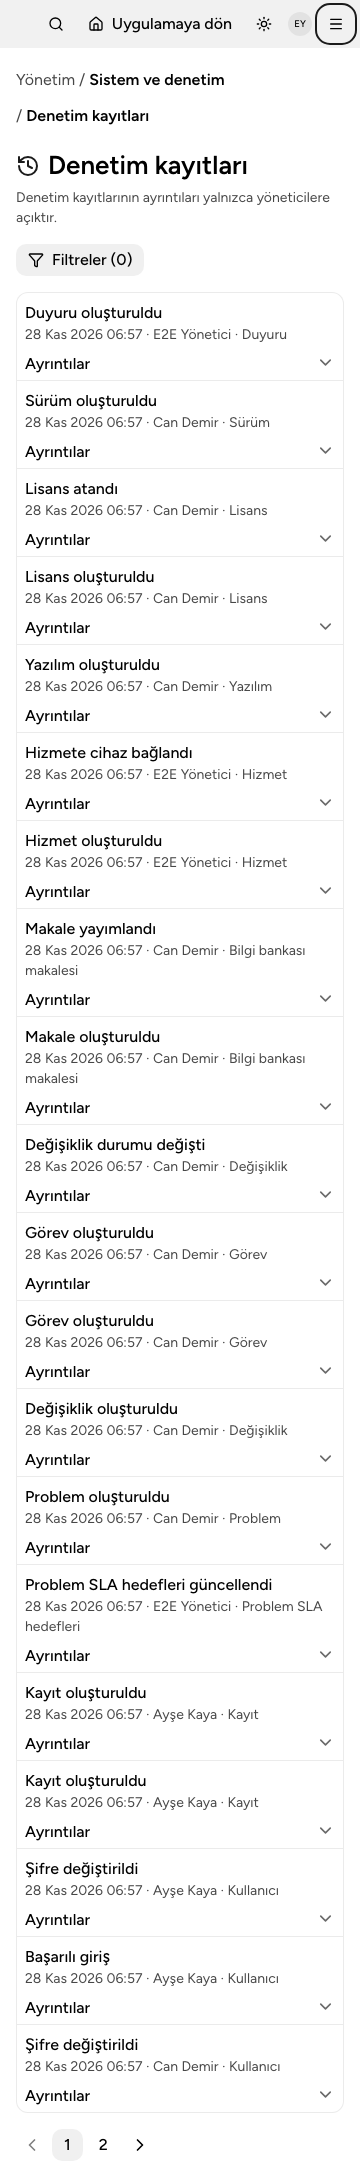 Uygulamaya dön EY
Yönetim / Sistem ve denetim
/ Denetim kayıtları
Denetim kayıtları
Denetim kayıtlarının ayrıntıları yalnızca yöneticilere
açıktır.
Filtreler (0)
Duyuru oluşturuldu
28 Kas 2026 06:57 · E2E Yönetici · Duyuru
Ayrıntılar
Sürüm oluşturuldu
28 Kas 2026 06:57 · Can Demir · Sürüm
Ayrıntılar
Lisans atandı
28 Kas 2026 06:57 · Can Demir · Lisans
Ayrıntılar
Lisans oluşturuldu
28 Kas 2026 06:57 · Can Demir · Lisans
Ayrıntılar
Yazılım oluşturuldu
28 Kas 2026 06:57 · Can Demir · Yazılım
Ayrıntılar
Hizmete cihaz bağlandı
28 Kas 2026 06:57 · E2E Yönetici · Hizmet
Ayrıntılar
Hizmet oluşturuldu
28 Kas 2026 06:57 · E2E Yönetici · Hizmet
Ayrıntılar
Makale yayımlandı
28 Kas 2026 06:57 · Can Demir · Bilgi bankası
makalesi
Ayrıntılar
Makale oluşturuldu
28 Kas 2026 06:57 · Can Demir · Bilgi bankası
makalesi
Ayrıntılar
Değişiklik durumu değişti
28 Kas 2026 06:57 · Can Demir · Değişiklik
Ayrıntılar
Görev oluşturuldu
28 Kas 2026 06:57 · Can Demir · Görev
Ayrıntılar
Görev oluşturuldu
28 Kas 2026 06:57 · Can Demir · Görev
Ayrıntılar
Değişiklik oluşturuldu
28 Kas 2026 06:57 · Can Demir · Değişiklik
Ayrıntılar
Problem oluşturuldu
28 Kas 2026 06:57 · Can Demir · Problem
Ayrıntılar
Problem SLA hedefleri güncellendi
28 Kas 2026 06:57 · E2E Yönetici · Problem SLA
hedefleri
Ayrıntılar
Kayıt oluşturuldu
28 Kas 2026 06:57 · Ayşe Kaya · Kayıt
Ayrıntılar
Kayıt oluşturuldu
28 Kas 2026 06:57 · Ayşe Kaya · Kayıt
Ayrıntılar
Şifre değiştirildi
28 Kas 2026 06:57 · Ayşe Kaya · Kullanıcı
Ayrıntılar
Başarılı giriş
28 Kas 2026 06:57 · Ayşe Kaya · Kullanıcı
Ayrıntılar
Şifre değiştirildi
28 Kas 2026 06:57 · Can Demir · Kullanıcı
Ayrıntılar
1 2